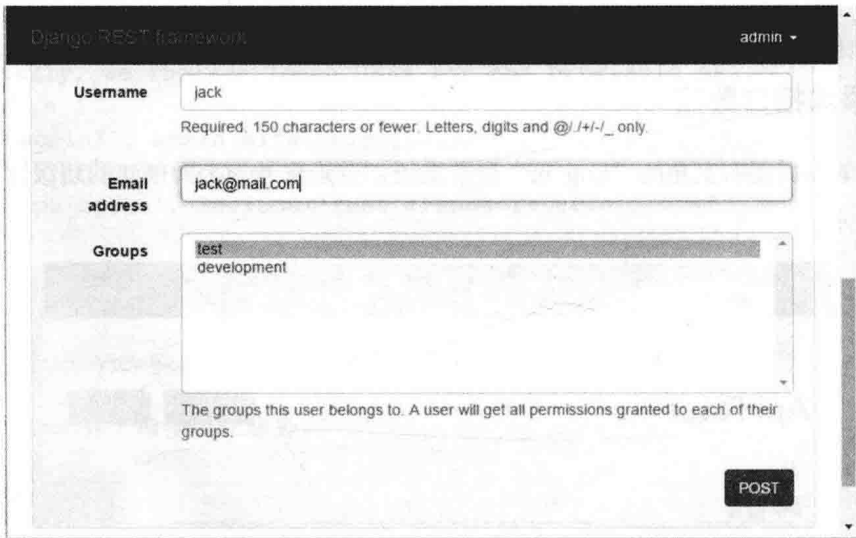 Django REST framework
admin
Username
jack
Required. 150 characters or fewer. Letters, digits and @/./+/-/_ only.
Email
address
jack@mail.com
Groups
test
development
The groups this user belongs to. A user will get all permissions granted to each of their
groups.
POST